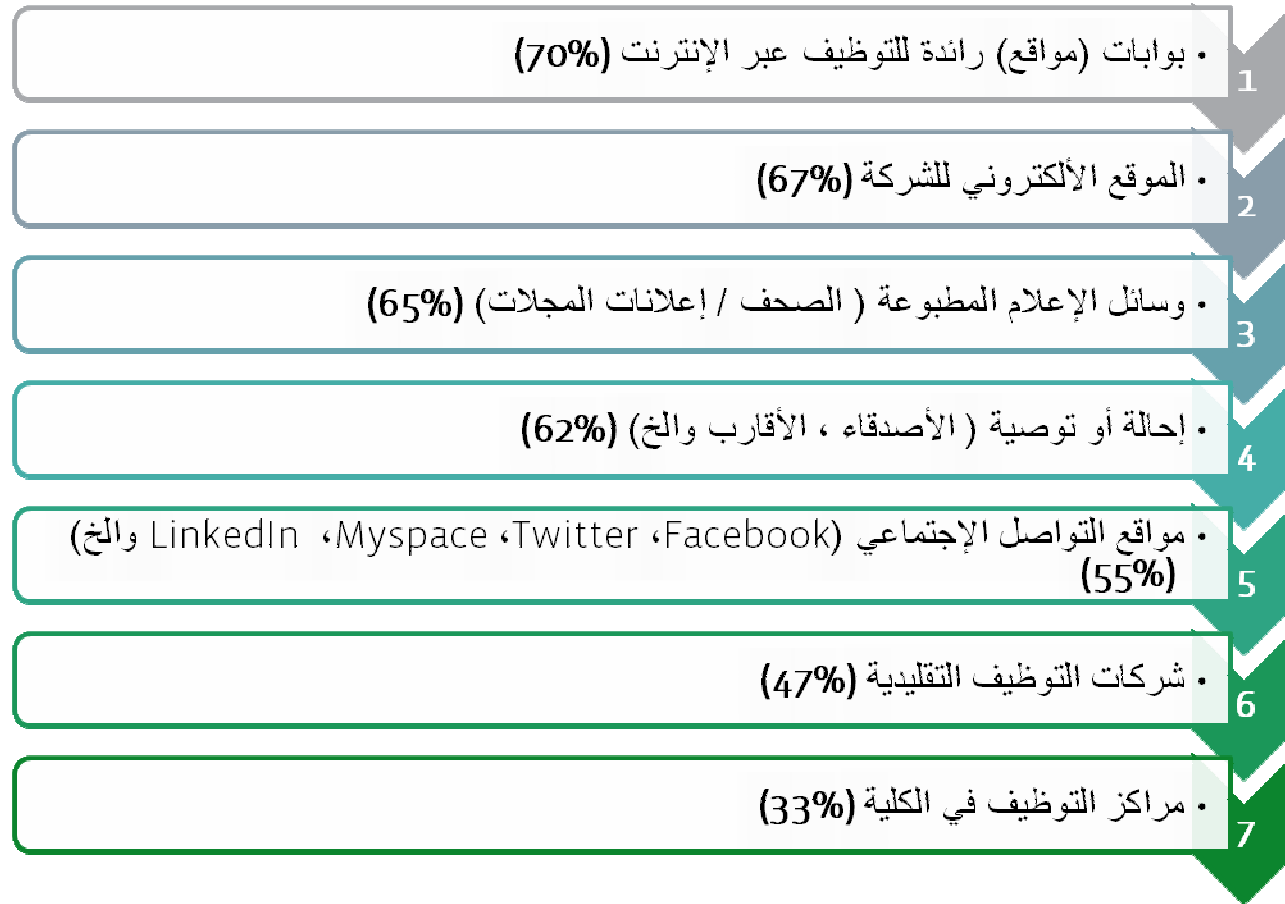 1
• بوابات (مواقع) رائدة للتوظيف عبر الإنترنت (70%)
2
• الموقع الألكتروني للشركة (67%)
3
• وسائل الإعلام المطبوعة ( الصحف / إعلانات المجلات) (65%)
4
• إحالة أو توصية ( الأصدقاء ، الأقارب والخ) (62%)
5
• مواقع التواصل الإجتماعي (Facebook، Twitter، Myspace، LinkedIn والخ)
(55%)
6
• شركات التوظيف التقليدية (47%)
7
• مراكز التوظيف في الكلية (33%)